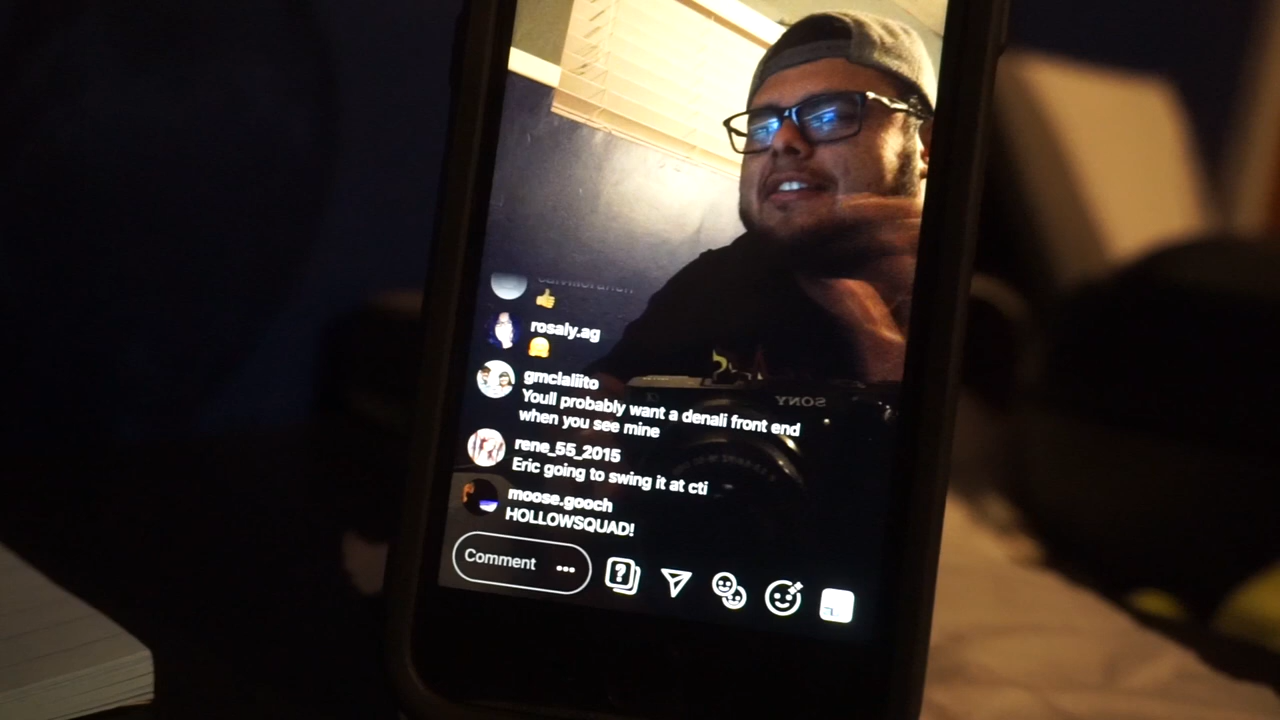 rosaly.ag
gmclaliito
Youll probably want a denali front end
when you see mine
rene_55_2015
Eric going to swing it at cti
moose.gooch
HOLLOWSQUAD!
Comment
SONY